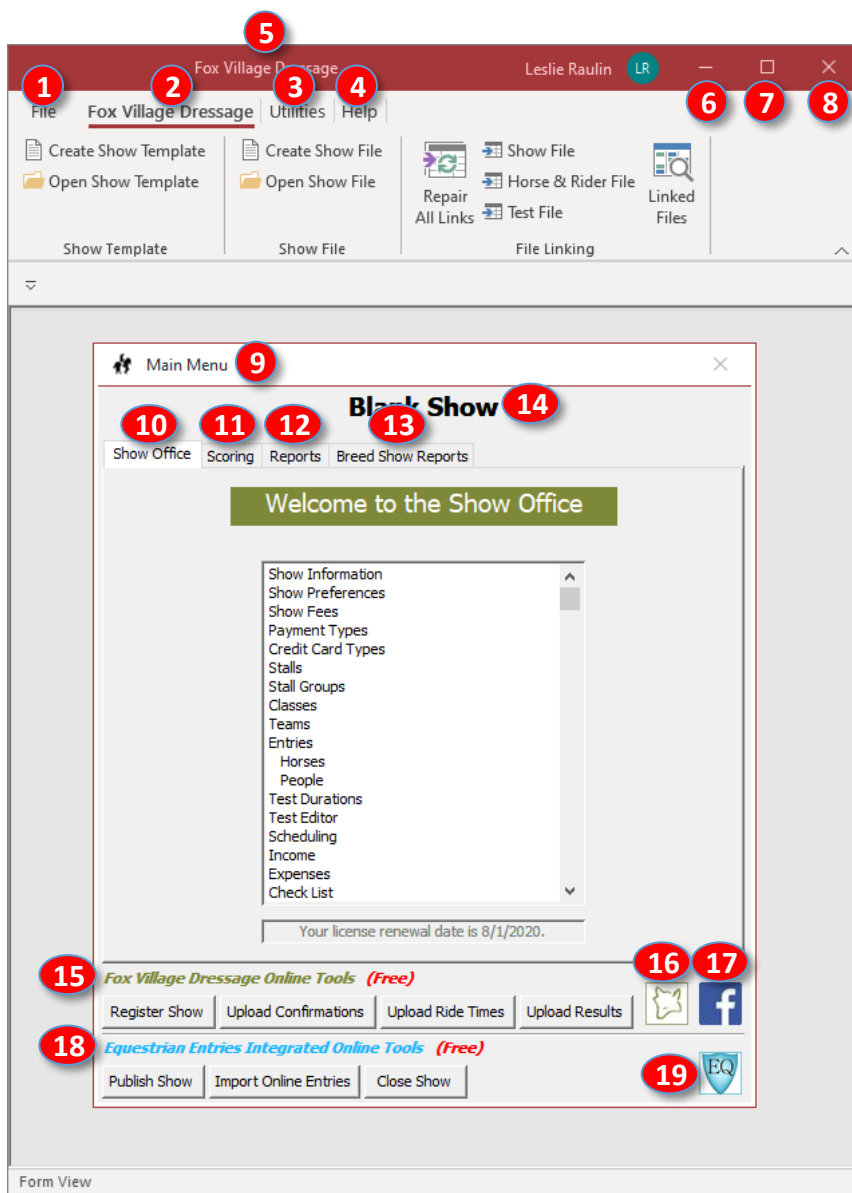 5
Fox Village Dressage Leslie Raulin LR
1 2 3 4 6 7 8
File Fox Village Dressage Utilities Help
Create Show Template Create Show File Show File
Open Show Template Open Show File Horse & Rider File
Repair Linked
All Links Test File Files
Show Template Show File File Linking
Main Menu 9
Blank Show 14
10 11 12 13
Show Office Scoring Reports Breed Show Reports
Welcome to the Show Office
Show Information
Show Preferences
Show Fees
Payment Types
Credit Card Types
Stalls
Stall Groups
Classes
Teams
Entries
Horses
People
Test Durations
Test Editor
Scheduling
Income
Expenses
Check List
Your license renewal date is 8/1/2020.
15 Fox Village Dressage Online Tools (Free) 16 17
Register Show Upload Confirmations Upload Ride Times Upload Results f
18 Equestrian Entries Integrated Online Tools (Free)
Publish Show Import Online Entries Close Show 19 EQ
Form View